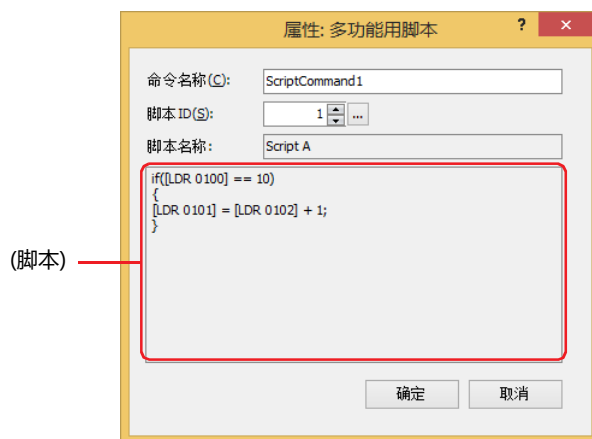 属性: 多功能用脚本
?
×
命令名称(C):
ScriptCommand1
脚本 ID(S):
1
...
脚本名称:
Script A
if([LDR 0100] == 10)
{
[LDR 0101] = [LDR 0102] + 1;
}
(脚本)
确定
取消